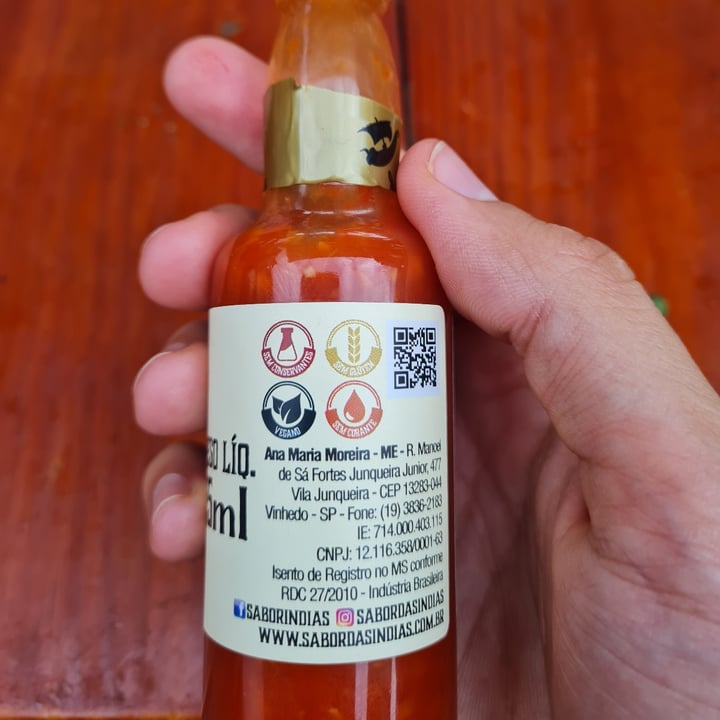 SEM CONSERVANTES
SEM GLÚTEN
VEGANO
SEM CORANTE
LÍQ.
ml
Ana Maria Moreira - ME - R. Manoel
de Sá Fortes Junqueira Junior, 477
Vila Junqueira - CEP 13283-044
Vinhedo - SP - Fone: (19) 3836-2183
IE: 714.000.403.115
CNPJ: 12.116.358/0001-63
Isento de Registro no MS conforme
RDC 27/2010 - Indústria Brasileira
SABORINDIAS SABORDASINDIAS
WWW.SABORDASINDIAS.COM.BR